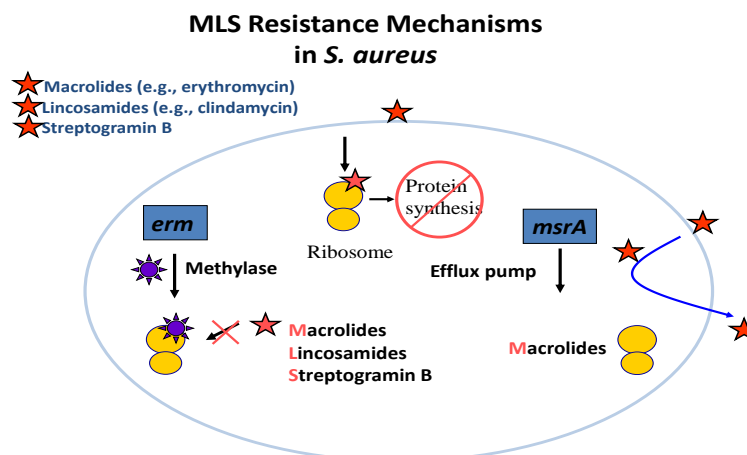 MLS Resistance Mechanisms
in S. aureus
Macrolides (e.g., erythromycin)
Lincosamides (e.g., clindamycin)
Streptogramin B
Protein
synthesis
Ribosome
erm
Methylase
Macrolides
Lincosamides
Streptogramin B
msrA
Efflux pump
Macrolides